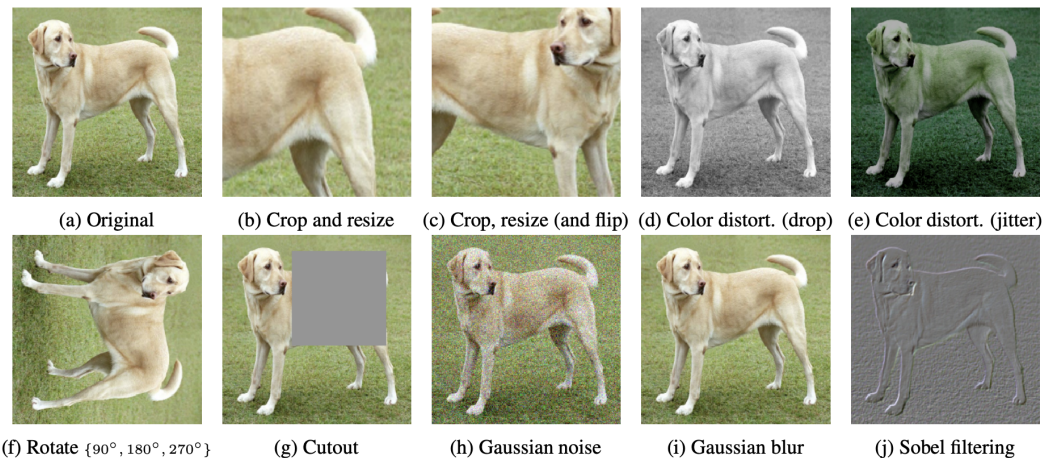 (a) Original
(b) Crop and resize
(c) Crop, resize (and flip)
(d) Color distort. (drop)
(e) Color distort. (jitter)
(f) Rotate {90°, 180°, 270°}
(g) Cutout
(h) Gaussian noise
(i) Gaussian blur
(j) Sobel filtering